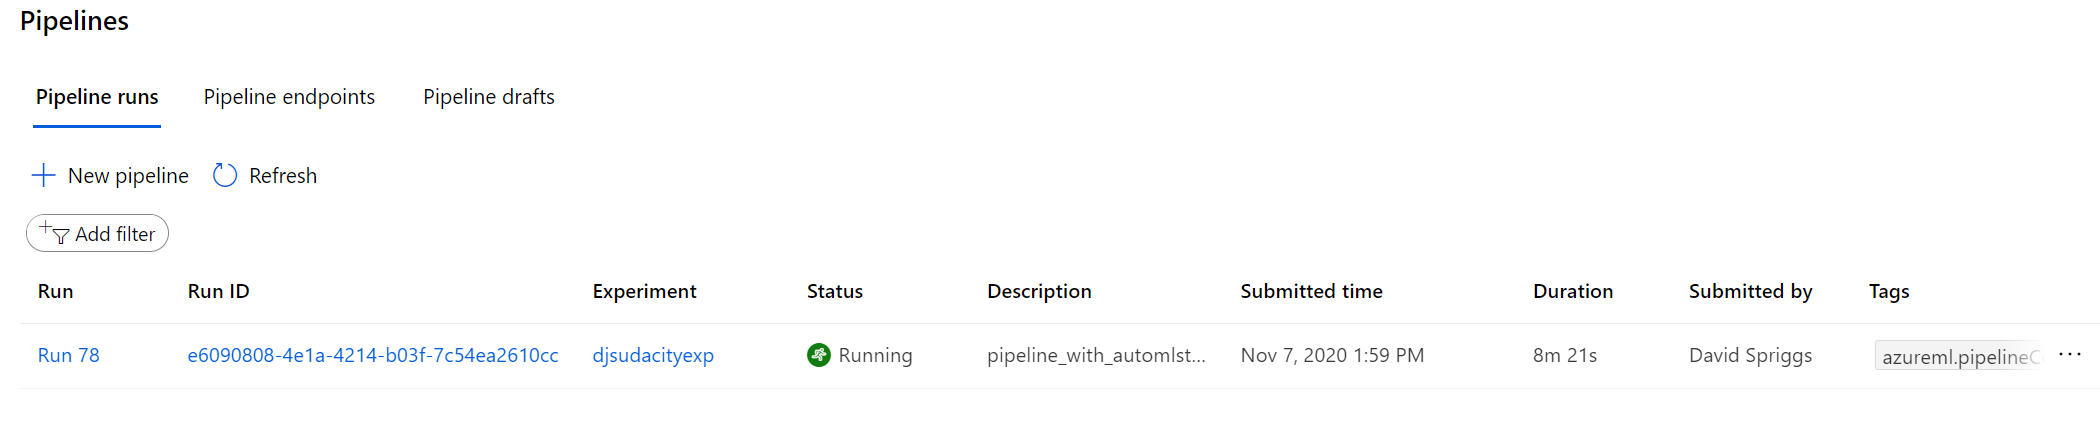 Pipelines
Pipeline runs Pipeline endpoints Pipeline drafts
New pipeline Refresh
Add filter
Run Run ID Experiment Status Description Submitted time Duration Submitted by Tags
Run 78 e6090808-4e1a-4214-b03f-7c54ea2610cc djsudacityexp Running pipeline_with_automlst... Nov 7, 2020 1:59 PM 8m 21s David Spriggs azureml.pipelineC ...